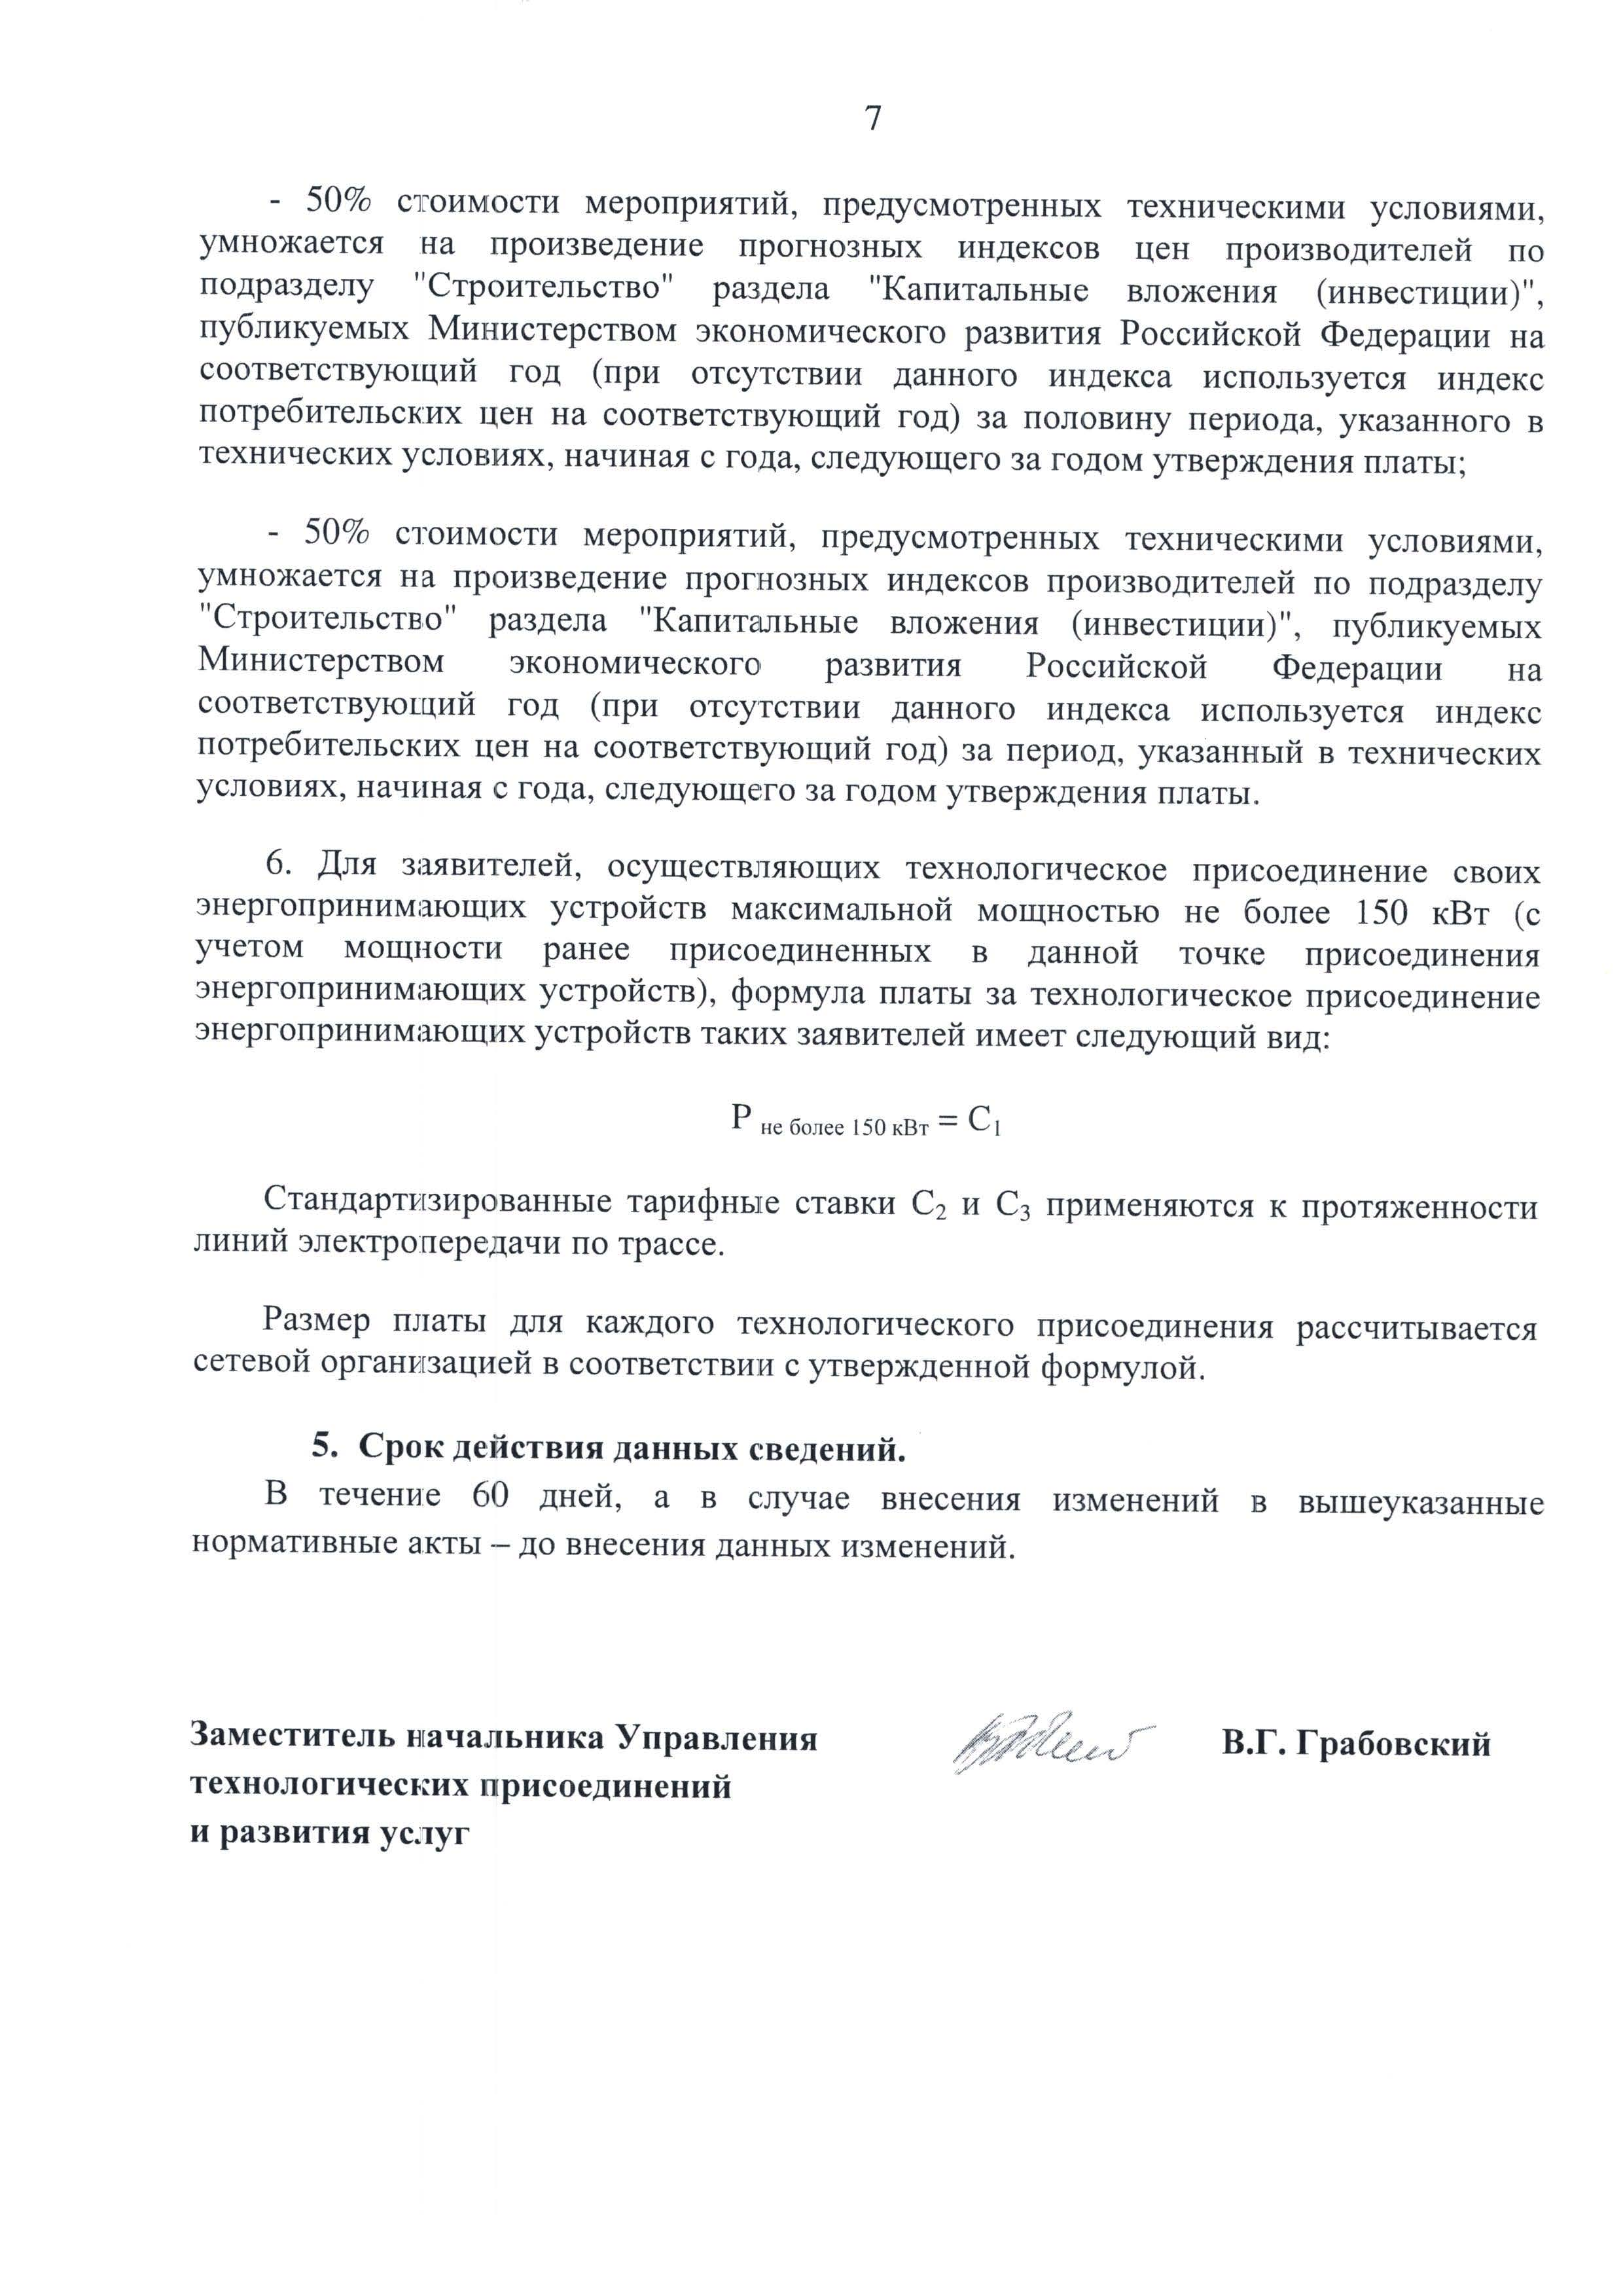 7
- 50% стоимости мероприятий, предусмотренных техническими условиями,
умножается на произведение прогнозных индексов цен производителей по
подразделу "Строительство" раздела "Капитальные вложения (инвестиции)",
публикуемых Министерством экономического развития Российской Федерации на
соответствующий год (при отсутствии данного индекса используется индекс
потребительских цен на соответствующий год) за половину периода, указанного в
технических условиях, начиная с года, следующего за годом утверждения платы;
- 50% стоимости мероприятий, предусмотренных техническими условиями,
умножается на произведение прогнозных индексов производителей по подразделу
"Строительство" раздела "Капитальные вложения (инвестиции)", публикуемых
Министерством экономического развития Российской Федерации на
соответствующий год (при отсутствии данного индекса используется индекс
потребительских цен на соответствующий год) за период, указанный в технических
условиях, начиная с года, следующего за годом утверждения платы.
6. Для заявителей, осуществляющих технологическое присоединение своих
энергопринимающих устройств максимальной мощностью не более 150 кВт (с
учетом мощности ранее присоединенных в данной точке присоединения
энергопринимающих устройств), формула платы за технологическое присоединение
энергопринимающих устройств таких заявителей имеет следующий вид:
Р не более 150 кВт = С₁
Стандартизированные тарифные ставки С₂ и С₃ применяются к протяженности
линий электропередачи по трассе.
Размер платы для каждого технологического присоединения рассчитывается
сетевой организацией в соответствии с утвержденной формулой.
5. Срок действия данных сведений.
В течение 60 дней, а в случае внесения изменений в вышеуказанные
нормативные акты – до внесения данных изменений.
Заместитель начальника Управления В.Г. Грабовский
технологических присоединений
и развития услуг